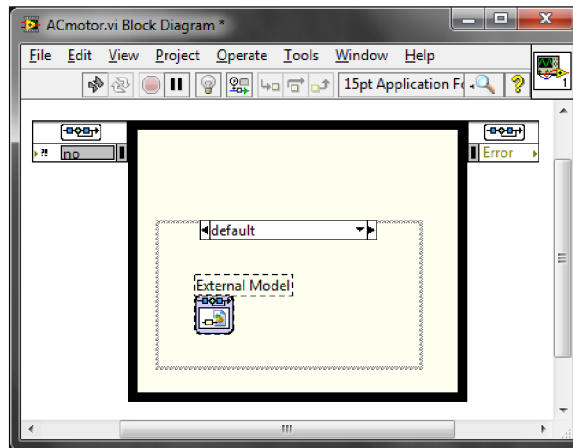 ACmotor.vi Block Diagram *
File Edit View Project Operate Tools Window Help
15pt Application
1
?! no
Error
default
External Model